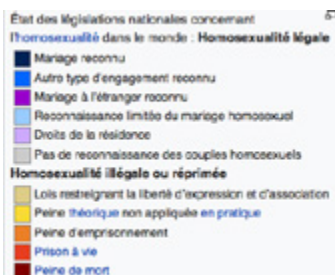 État des législations nationales concernant
l'homosexualité dans le monde : Homosexualité légale
Mariage reconnu
Autre type d'engagement reconnu
Mariage à l'étranger reconnu
Reconnaissance limitée du mariage homosexuel
Droits de la résidence
Pas de reconnaissance des couples homosexuels
Homosexualité illégale ou réprimée
Lois restreignant la liberté d'expression et d'association
Peine théorique non appliquée en pratique
Peine d'emprisonnement
Prison à vie
Peine de mort